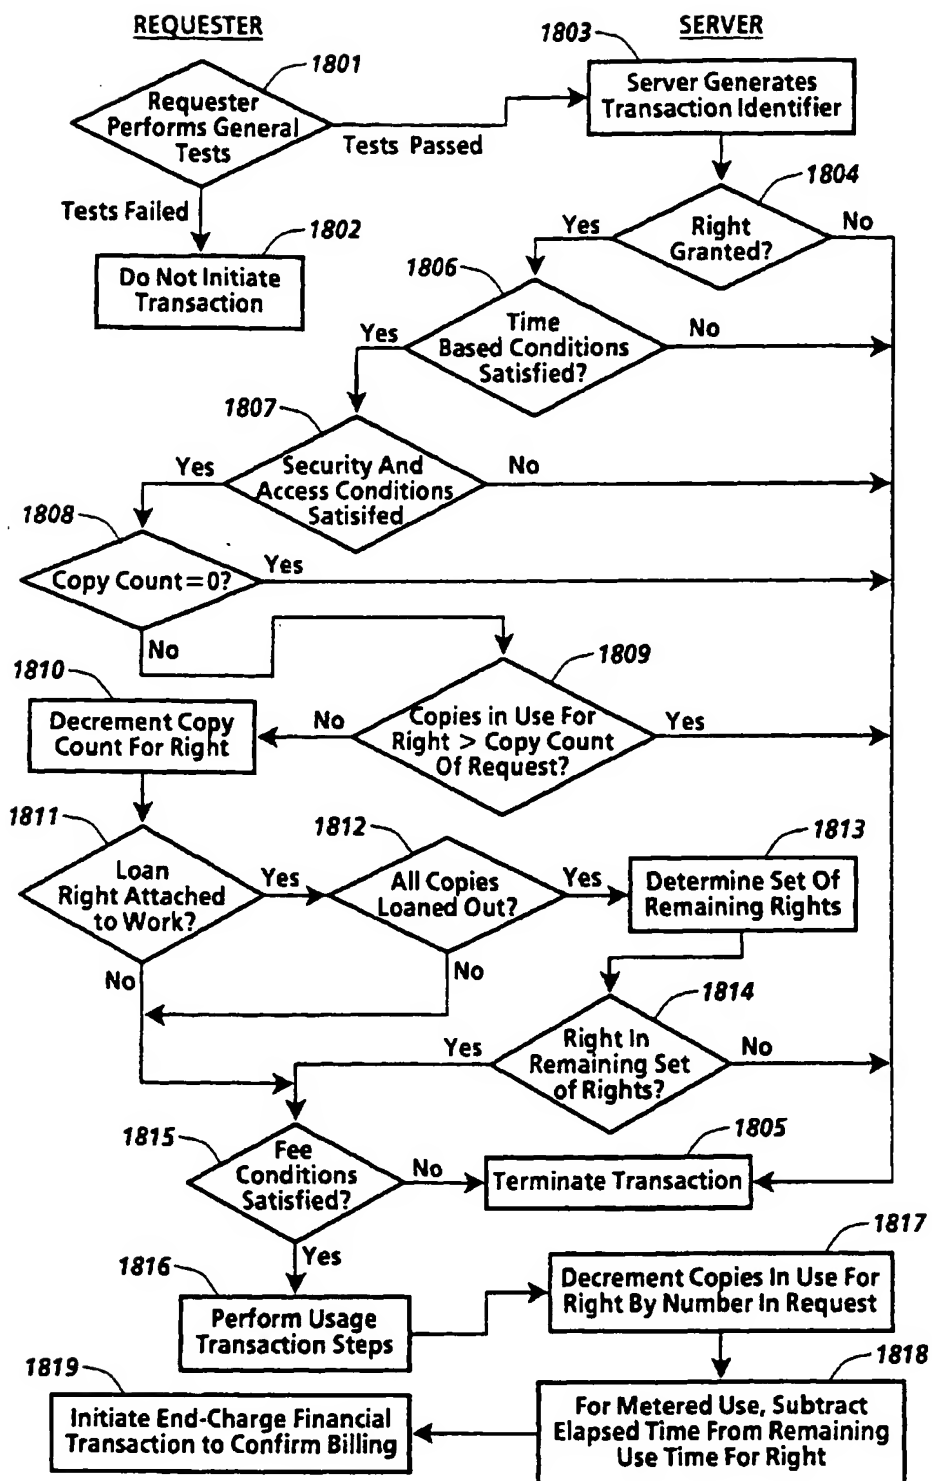 REQUESTER
SERVER
1801
1803
Requester
Performs General
Tests
Tests Passed
Server Generates
Transaction Identifier
Tests Failed
1802
Do Not Initiate
Transaction
1804
Yes
Right
Granted?
No
1806
Yes
Time
Based Conditions
Satisfied?
No
1807
Yes
Security And
Access Conditions
Satisifed
No
1808
Copy Count=0?
Yes
No
1809
1810
Decrement Copy
Count For Right
No
Copies in Use For
Right > Copy Count
Of Request?
Yes
1811
Loan
Right Attached
to Work?
Yes
1812
All Copies
Loaned Out?
Yes
1813
Determine Set Of
Remaining Rights
No
No
1814
Yes
Right In
Remaining Set
of Rights?
No
1815
Fee
Conditions
Satisfied?
No
1805
Terminate Transaction
Yes
1816
Perform Usage
Transaction Steps
1817
Decrement Copies In Use For
Right By Number In Request
1818
For Metered Use, Subtract
Elapsed Time From Remaining
Use Time For Right
1819
Initiate End-Charge Financial
Transaction to Confirm Billing